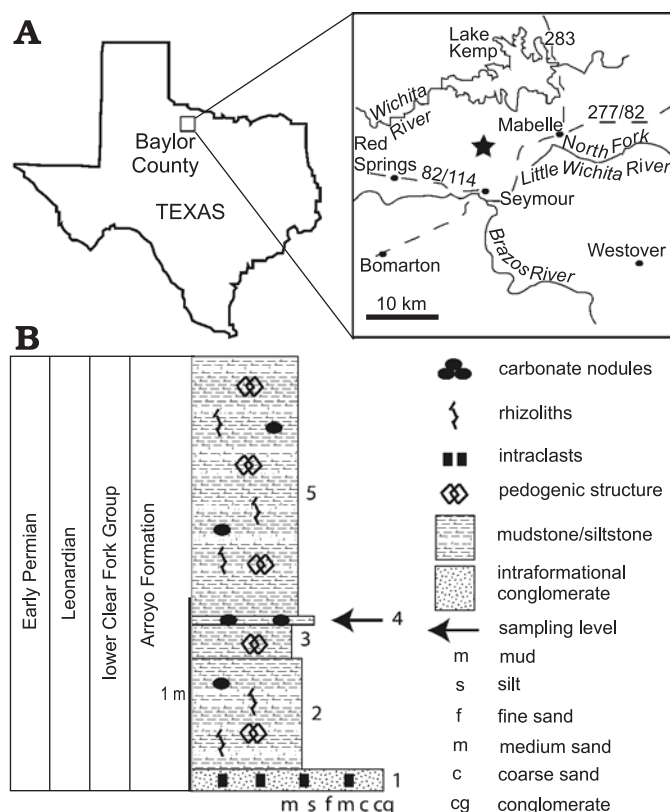 A
Baylor
County
TEXAS
Lake
Kemp
283
Wichita
River
277/82
Mabelle
North Fork
Red
Springs
Little Wichita River
82/114
Seymour
Brazos River
Westover
Bomarton
10 km
B
Early Permian
Leonardian
lower Clear Fork Group
Arroyo Formation
1 m
5
4
3
2
1
m s f m c cg
carbonate nodules
rhizoliths
intraclasts
pedogenic structure
mudstone/siltstone
intraformational
conglomerate
sampling level
m mud
s silt
f fine sand
m medium sand
c coarse sand
cg conglomerate